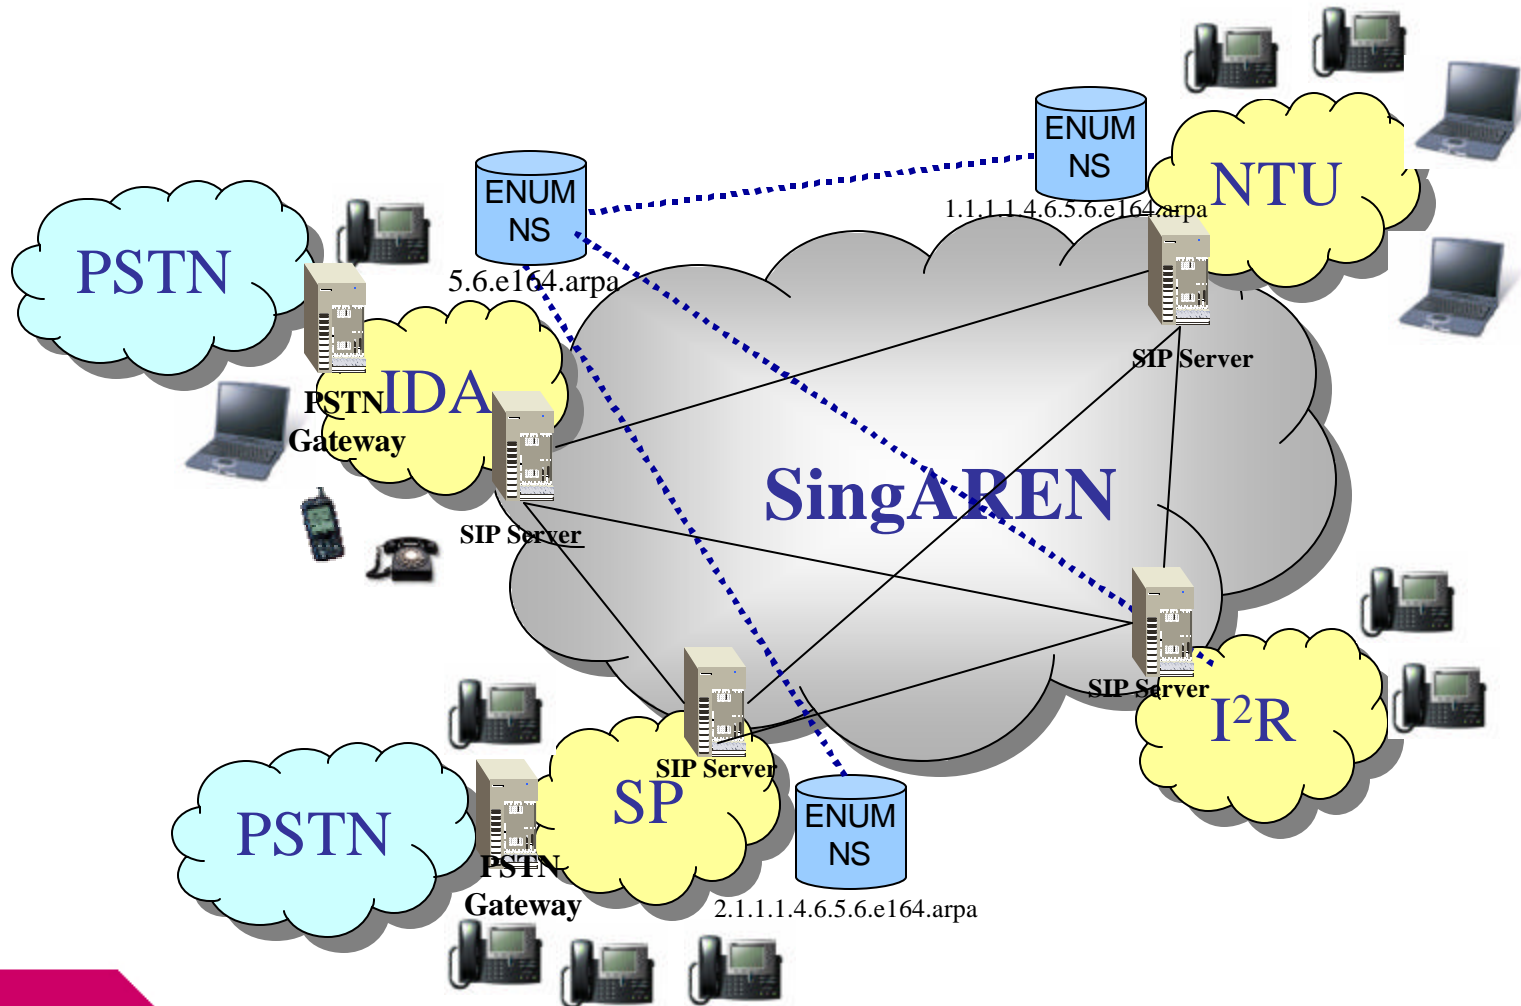 ENUM
NS
1.1.1.1.4.6.5.6.e164.arpa
NTU
ENUM
NS
5.6.e164.arpa
PSTN
SIP Server
PSTN
Gateway
IDA
SingAREN
SIP Server
SIP Server
I²R
SIP Server
SP
PSTN
PSTN
Gateway
ENUM
NS
2.1.1.1.4.6.5.6.e164.arpa